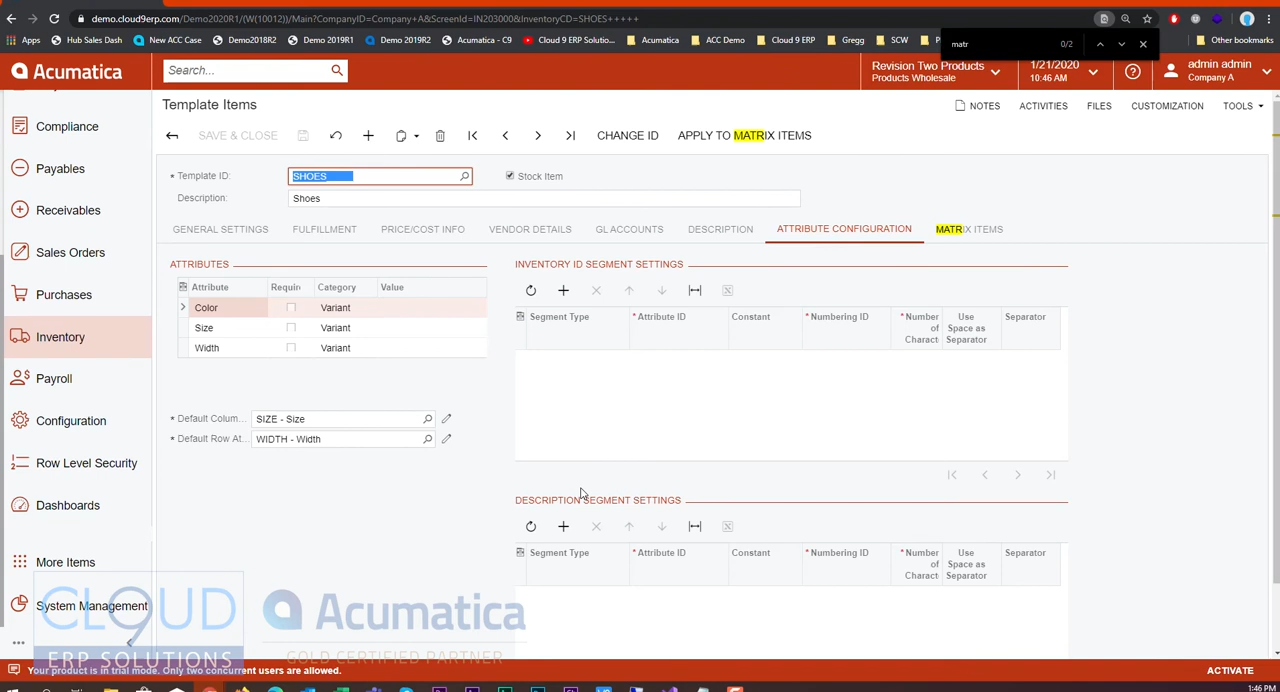 demo.cloud9erp.com/Demo2020R1/(W(10012))/Main?CompanyID=Company+A&ScreenId=IN203000&InventoryCD=SHOES+++++
Apps Hub Sales Dash New ACC Case Demo2018R2 Demo 2019R1 Demo 2019R2 Acumatica - C9 Cloud 9 ERP Solutio... Acumatica ACC Demo Cloud 9 ERP Gregg SCW Other bookmarks
matr 0/2
Acumatica Search... Revision Two Products 1/21/2020 admin admin
Products Wholesale 10:46 AM Company A
Template Items NOTES ACTIVITIES FILES CUSTOMIZATION TOOLS
SAVE & CLOSE CHANGE ID APPLY TO MATRIX ITEMS
Compliance
Payables
Receivables
Sales Orders
Purchases
Inventory
Payroll
Configuration
Row Level Security
Dashboards
More Items
System Management
* Template ID: SHOES Stock Item
Description: Shoes
GENERAL SETTINGS FULFILLMENT PRICE/COST INFO VENDOR DETAILS GL ACCOUNTS DESCRIPTION ATTRIBUTE CONFIGURATION MATRIX ITEMS
ATTRIBUTES
Attribute Requir Category Value
Color Variant
Size Variant
Width Variant
* Default Colum... SIZE - Size
* Default Row At... WIDTH - Width
INVENTORY ID SEGMENT SETTINGS
Segment Type * Attribute ID Constant * Numbering ID * Number of Charact Use Space as Separator Separator
DESCRIPTION SEGMENT SETTINGS
Segment Type * Attribute ID Constant * Numbering ID * Number of Charact Use Space as Separator Separator
CLOUD 9
ERP SOLUTIONS
Acumatica
GOLD CERTIFIED PARTNER
Your product is in trial mode. Only two concurrent users are allowed. ACTIVATE
1:46 PM